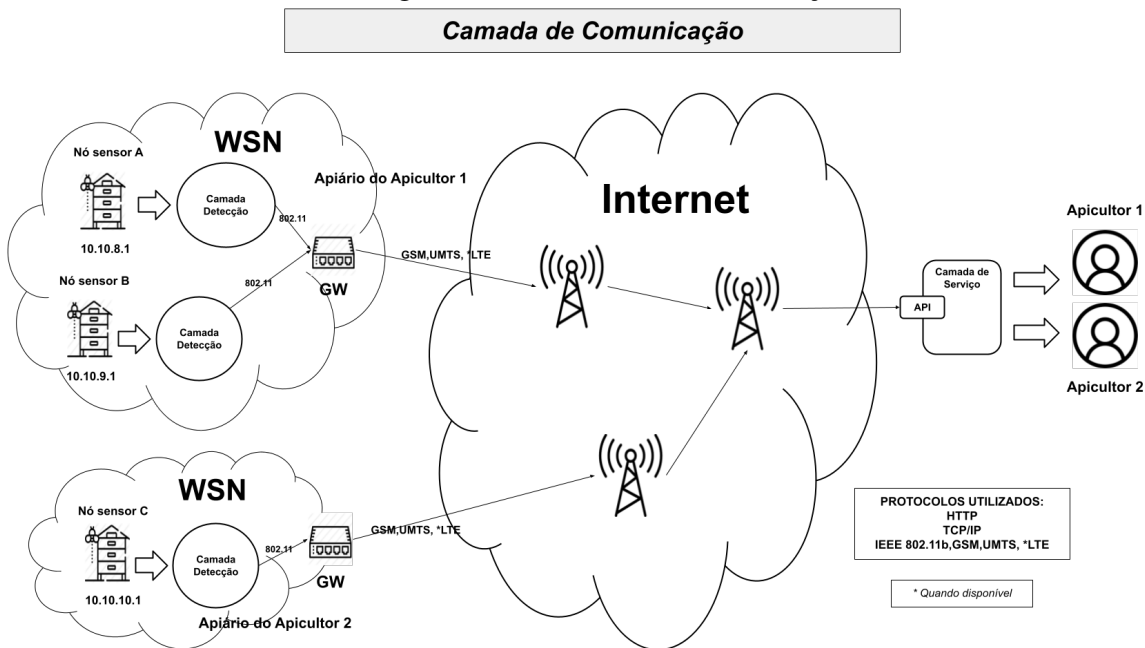 Camada de Comunicação
WSN
Nó sensor A
Camada
Detecção
10.10.8.1
802.11
Apiário do Apicultor 1
GW
Nó sensor B
Camada
Detecção
10.10.9.1
802.11
GSM,UMTS, *LTE
Internet
API
Camada de
Serviço
Apicultor 1
Apicultor 2
WSN
Nó sensor C
Camada
Detecção
10.10.10.1
802.11
GW
Apiário do Apicultor 2
GSM,UMTS, *LTE
PROTOCOLOS UTILIZADOS:
HTTP
TCP/IP
IEEE 802.11b,GSM,UMTS, *LTE
* Quando disponível